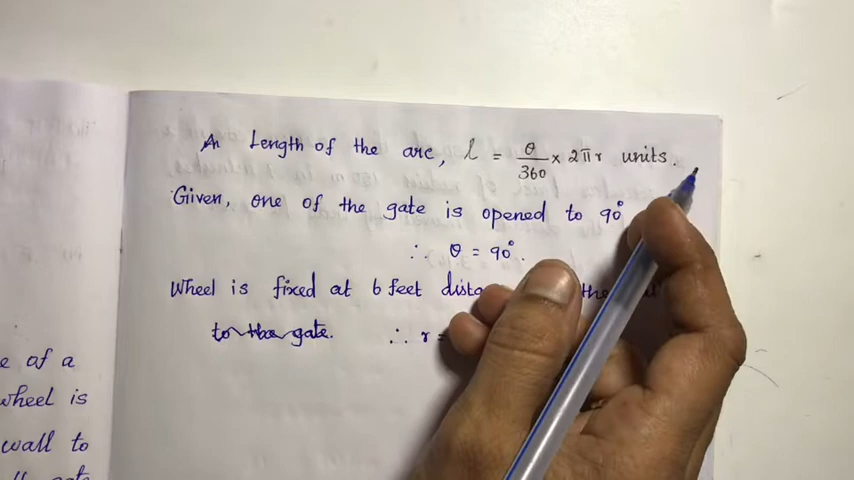 Length of the arc, l = θ/360 × 2πr units.
Given, one of the gate is opened to 90°
∴ θ = 90°.
Wheel is fixed at 6 feet the
to the gate. ∴ r =
e of a
wheel is
wall to